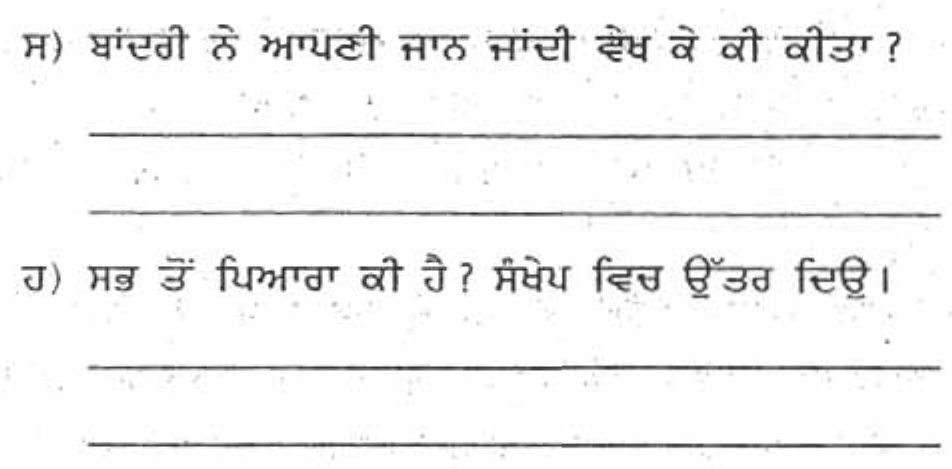 ਸ) ਬਾਂਦਰੀ ਨੇ ਆਪਣੀ ਜਾਨ ਜਾਂਦੀ ਵੇਖ ਕੇ ਕੀ ਕੀਤਾ ?
ਹ) ਸਭ ਤੋਂ ਪਿਆਰਾ ਕੀ ਹੈ ? ਸੰਖੇਪ ਵਿਚ ਉੱਤਰ ਦਿਉ।